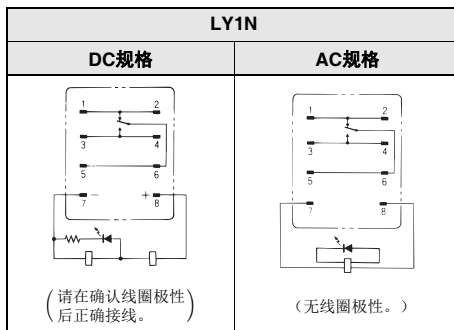 LY1N
DC规格 AC规格
1 2
3 4
5 6
7 − + 8
(请在确认线圈极性
后正确接线。)
1 2
3 4
5 6
7 8
(无线圈极性。)